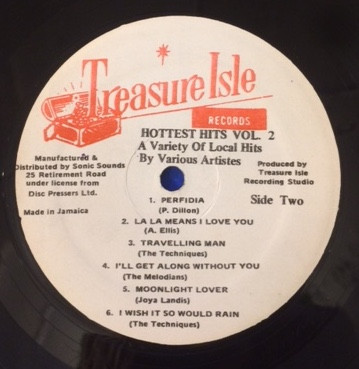 Treasure Isle
RECORDS
HOTTEST HITS VOL. 2
A Variety Of Local Hits
By Various Artistes
Manufactured &
Distributed by Sonic Sounds
25 Retirement Road
under license from
Disc Pressers Ltd.
Made in Jamaica
Produced by
Treasure Isle
Recording Studio
Side Two
1. PERFIDIA
(P. Dillon)
2. LA LA MEANS I LOVE YOU
(A. Ellis)
3. TRAVELLING MAN
(The Techniques)
4. I'LL GET ALONG WITHOUT YOU
(The Melodians)
5. MOONLIGHT LOVER
(Joya Landis)
6. I WISH IT SO WOULD RAIN
(The Techniques)